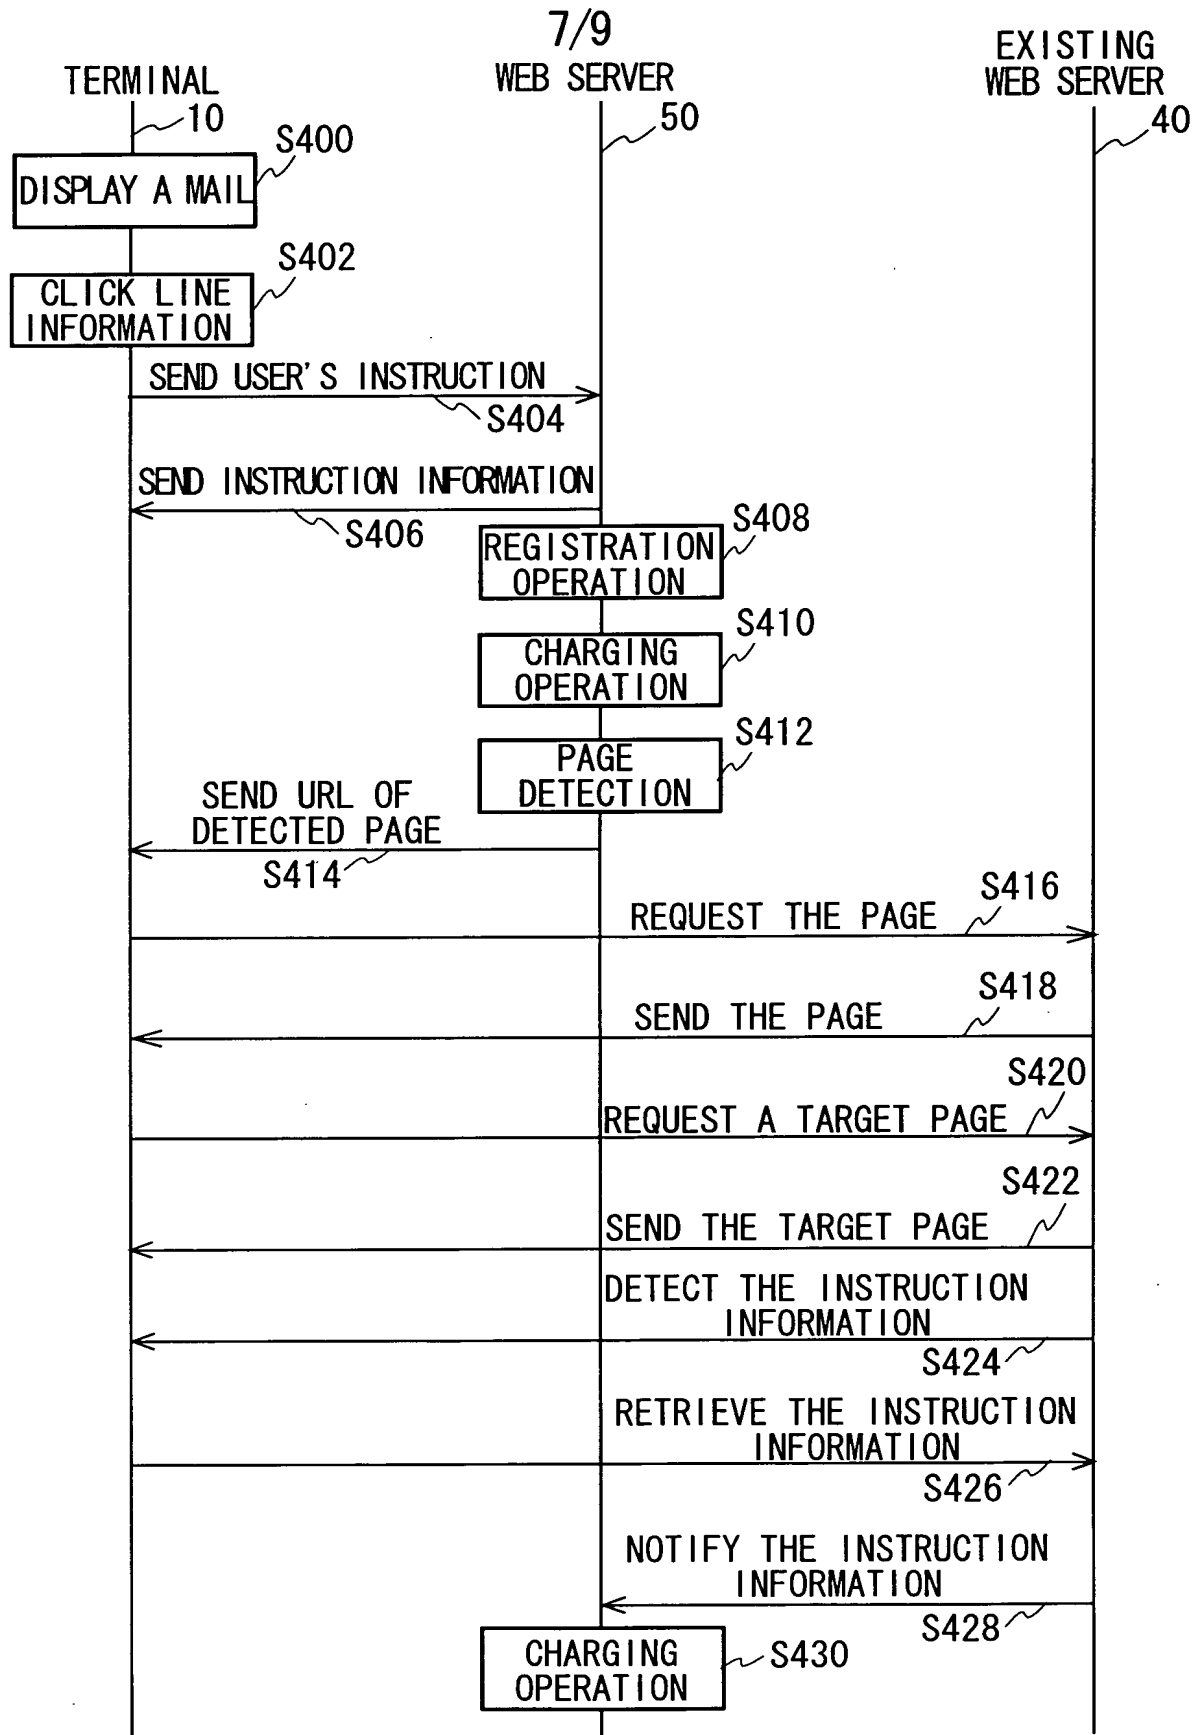 7/9
TERMINAL
WEB SERVER
EXISTING
WEB SERVER
10
50
40
S400
DISPLAY A MAIL
S402
CLICK LINE
INFORMATION
SEND USER'S INSTRUCTION
S404
SEND INSTRUCTION INFORMATION
S406
S408
REGISTRATION
OPERATION
S410
CHARGING
OPERATION
S412
PAGE
DETECTION
SEND URL OF
DETECTED PAGE
S414
S416
REQUEST THE PAGE
S418
SEND THE PAGE
S420
REQUEST A TARGET PAGE
S422
SEND THE TARGET PAGE
DETECT THE INSTRUCTION
INFORMATION
S424
RETRIEVE THE INSTRUCTION
INFORMATION
S426
NOTIFY THE INSTRUCTION
INFORMATION
S428
CHARGING
OPERATION
S430